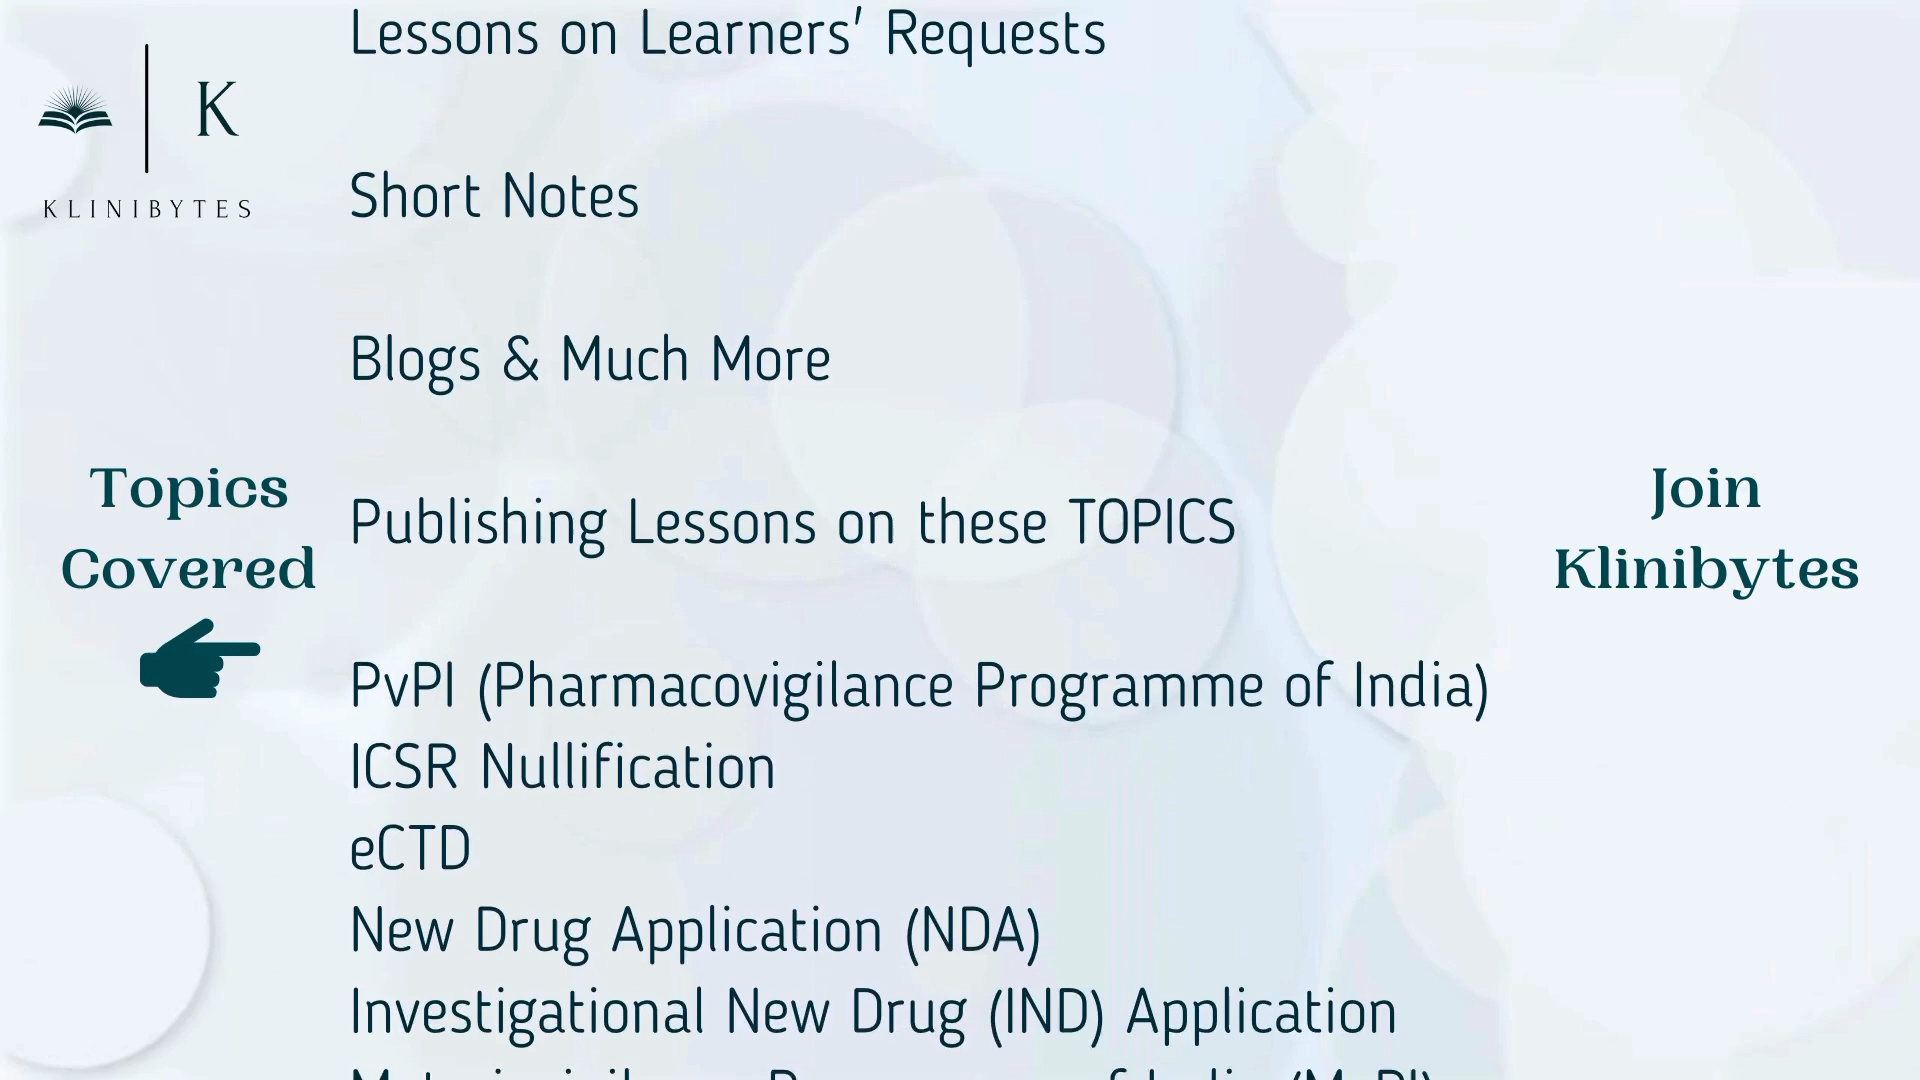 K
KLINIBYTES
Topics
Covered
Lessons on Learners' Requests
Short Notes
Blogs & Much More
Publishing Lessons on these TOPICS
PvPI (Pharmacovigilance Programme of India)
ICSR Nullification
eCTD
New Drug Application (NDA)
Investigational New Drug (IND) Application
Join
Klinibytes